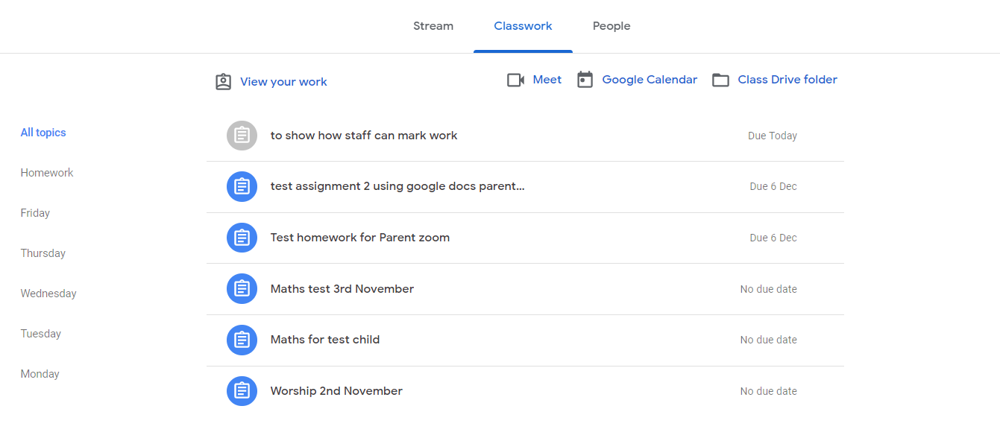 Stream Classwork People
View your work Meet Google Calendar Class Drive folder
All topics
Homework
Friday
Thursday
Wednesday
Tuesday
Monday
to show how staff can mark work Due Today
test assignment 2 using google docs parent... Due 6 Dec
Test homework for Parent zoom Due 6 Dec
Maths test 3rd November No due date
Maths for test child No due date
Worship 2nd November No due date